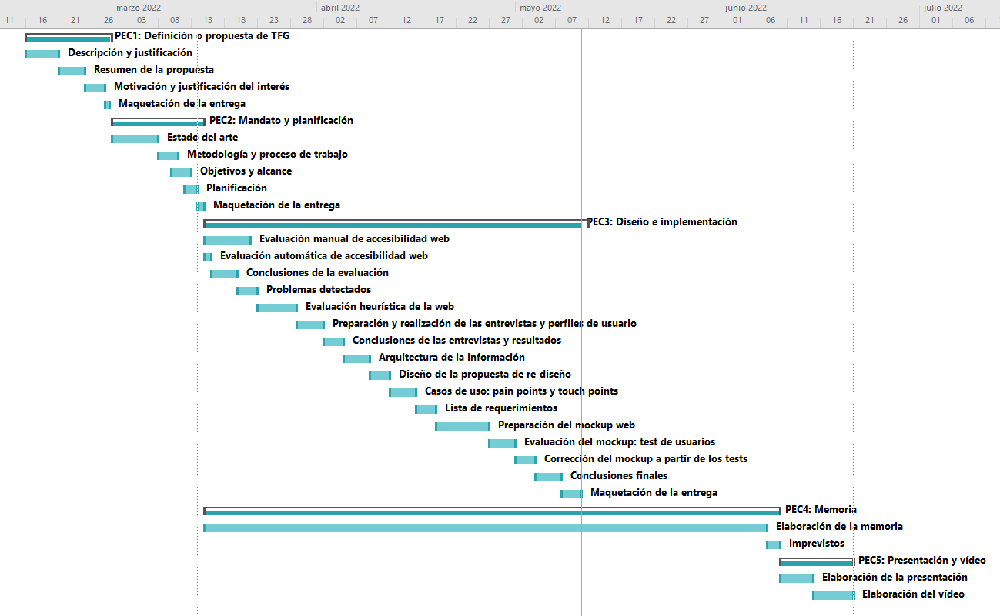 marzo 2022 abril 2022 mayo 2022 junio 2022 julio 2022
11 16 21 26 03 08 13 18 23 28 02 07 12 17 22 27 02 07 12 17 22 27 01 06 11 16 21 26 01 06
PEC1: Definición o propuesta de TFG
Descripción y justificación
Resumen de la propuesta
Motivación y justificación del interés
Maquetación de la entrega
PEC2: Mandato y planificación
Estado del arte
Metodología y proceso de trabajo
Objetivos y alcance
Planificación
Maquetación de la entrega
PEC3: Diseño e implementación
Evaluación manual de accesibilidad web
Evaluación automática de accesibilidad web
Conclusiones de la evaluación
Problemas detectados
Evaluación heurística de la web
Preparación y realización de las entrevistas y perfiles de usuario
Conclusiones de las entrevistas y resultados
Arquitectura de la información
Diseño de la propuesta de re-diseño
Casos de uso: pain points y touch points
Lista de requerimientos
Preparación del mockup web
Evaluación del mockup: test de usuarios
Corrección del mockup a partir de los tests
Conclusiones finales
Maquetación de la entrega
PEC4: Memoria
Elaboración de la memoria
Imprevistos
PEC5: Presentación y vídeo
Elaboración de la presentación
Elaboración del vídeo